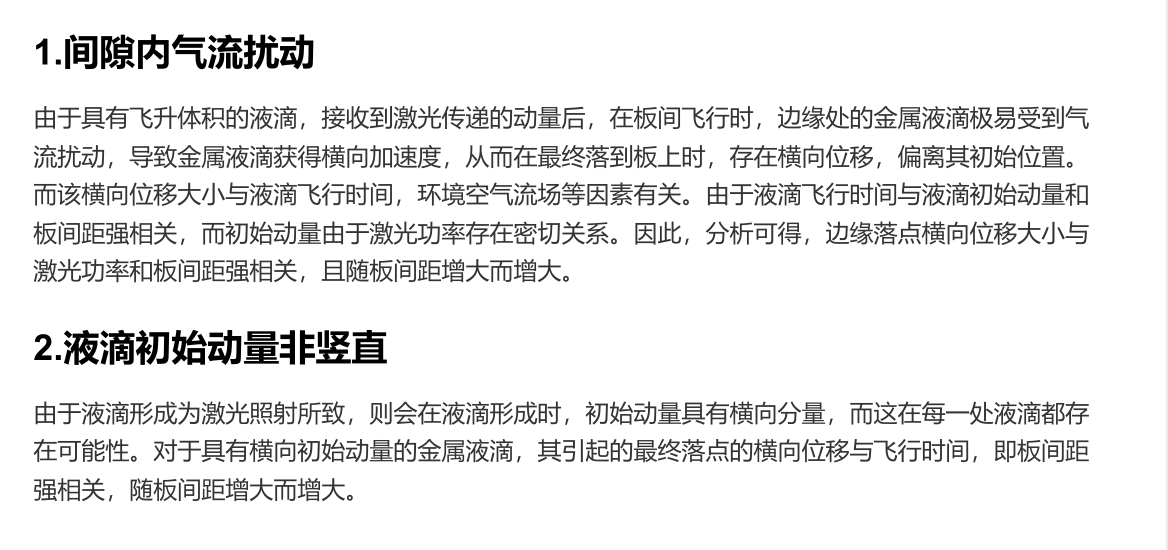 1.间隙内气流扰动
由于具有飞升体积的液滴，接收到激光传递的动量后，在板间飞行时，边缘处的金属液滴极易受到气
流扰动，导致金属液滴获得横向加速度，从而在最终落到板上时，存在横向位移，偏离其初始位置。
而该横向位移大小与液滴飞行时间，环境空气流场等因素有关。由于液滴飞行时间与液滴初始动量和
板间距强相关，而初始动量由于激光功率存在密切关系。因此，分析可得，边缘落点横向位移大小与
激光功率和板间距强相关，且随板间距增大而增大。
2.液滴初始动量非竖直
由于液滴形成为激光照射所致，则会在液滴形成时，初始动量具有横向分量，而这在每一处液滴都存
在可能性。对于具有横向初始动量的金属液滴，其引起的最终落点的横向位移与飞行时间，即板间距
强相关，随板间距增大而增大。